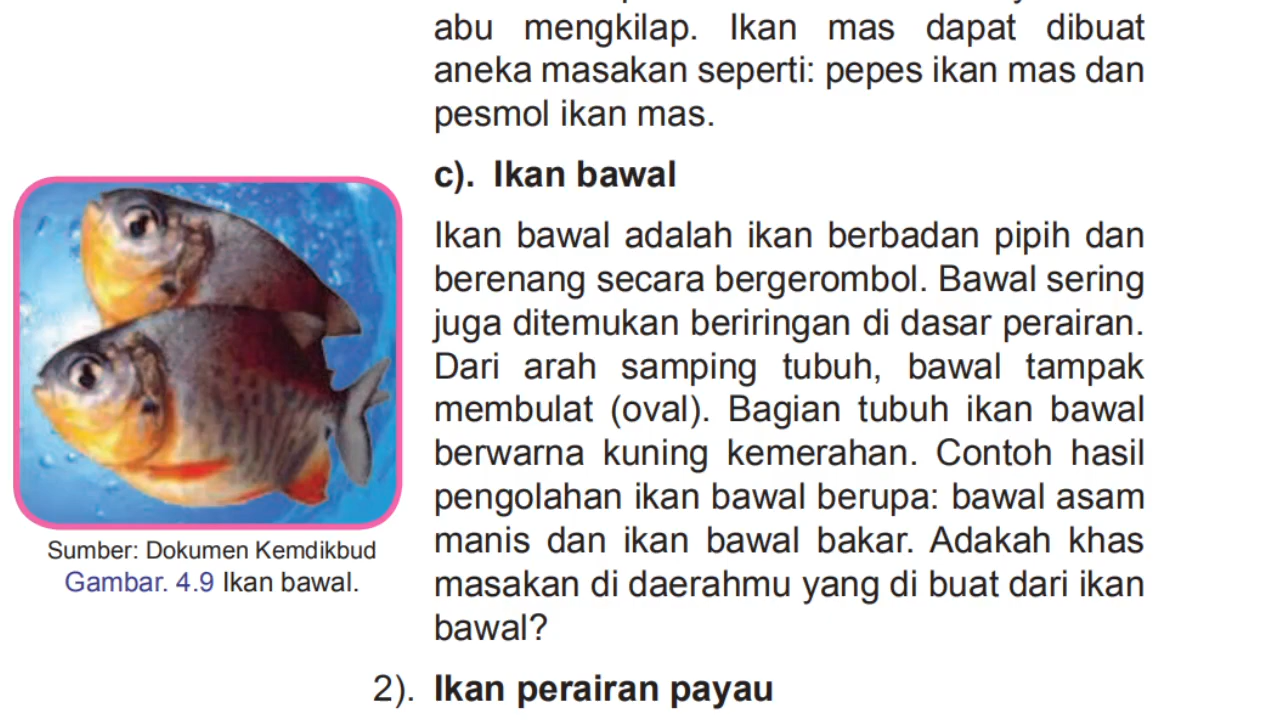 abu mengkilap. Ikan mas dapat dibuat
aneka masakan seperti: pepes ikan mas dan
pesmol ikan mas.
c). Ikan bawal
Ikan bawal adalah ikan berbadan pipih dan
berenang secara bergerombol. Bawal sering
juga ditemukan beriringan di dasar perairan.
Dari arah samping tubuh, bawal tampak
membulat (oval). Bagian tubuh ikan bawal
berwarna kuning kemerahan. Contoh hasil
pengolahan ikan bawal berupa: bawal asam
manis dan ikan bawal bakar. Adakah khas
masakan di daerahmu yang di buat dari ikan
bawal?
Sumber: Dokumen Kemdikbud
Gambar. 4.9 Ikan bawal.
2). Ikan perairan payau